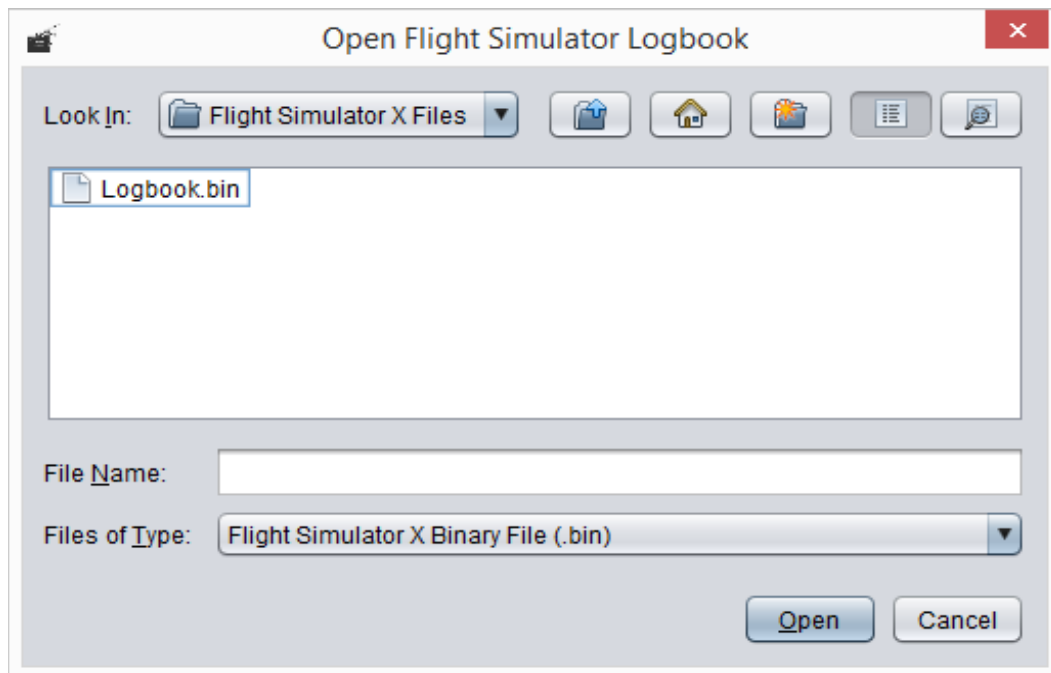 Open Flight Simulator Logbook
Look In: Flight Simulator X Files
Logbook.bin
File Name:
Files of Type: Flight Simulator X Binary File (.bin)
Open Cancel